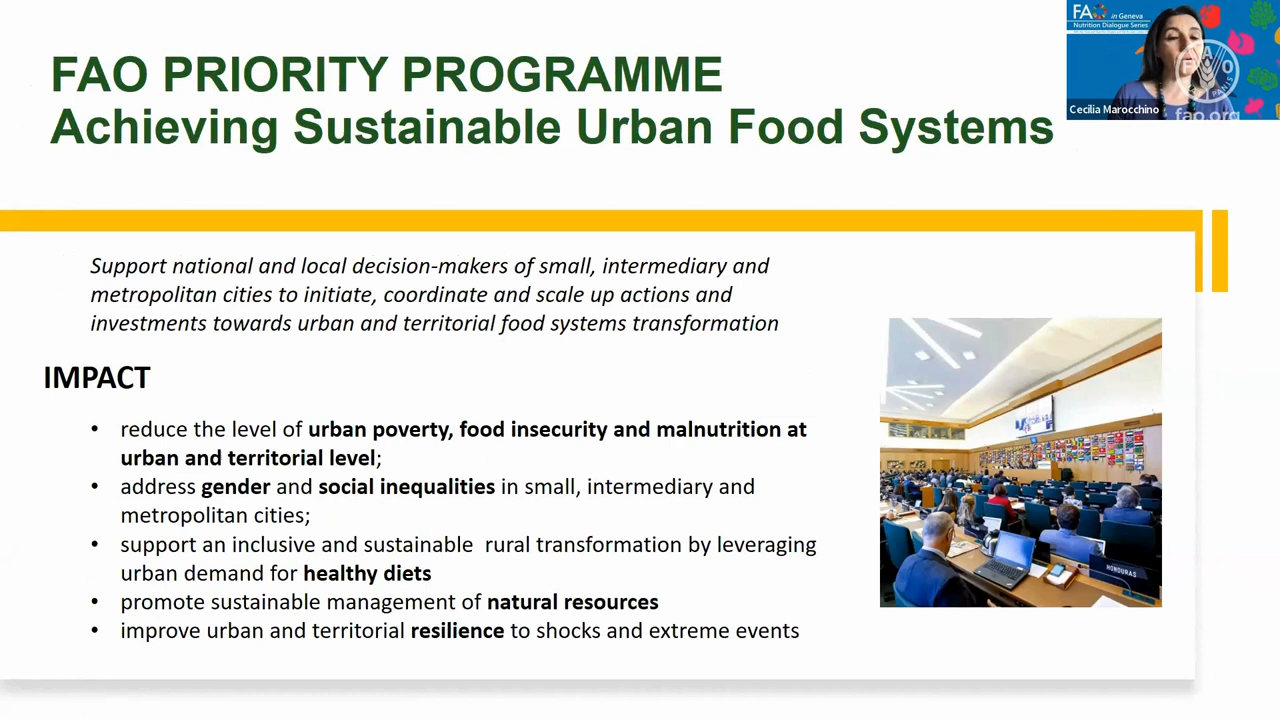 FAO PRIORITY PROGRAMME
Achieving Sustainable Urban Food Systems
FAO in Geneva
Nutrition Dialogue Series
FAO
PANIS
Cecilia Marocchino
fao.org
Support national and local decision-makers of small, intermediary and
metropolitan cities to initiate, coordinate and scale up actions and
investments towards urban and territorial food systems transformation
IMPACT
• reduce the level of urban poverty, food insecurity and malnutrition at
urban and territorial level;
• address gender and social inequalities in small, intermediary and
metropolitan cities;
• support an inclusive and sustainable  rural transformation by leveraging
urban demand for healthy diets
• promote sustainable management of natural resources
• improve urban and territorial resilience to shocks and extreme events
HONDURAS